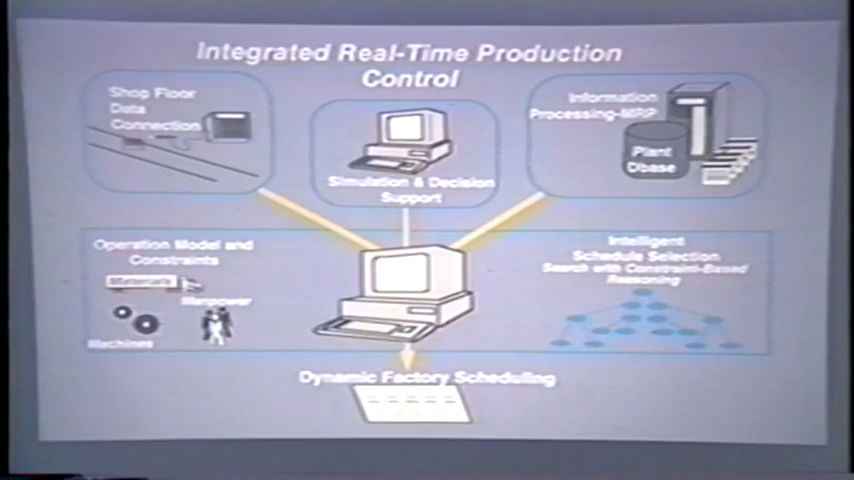 Integrated Real-Time Production
Control
Shop Floor
Data
Connection
Simulation & Decision
Support
Information
Processing-MRP
Plant
Dbase
Operation Model and
Constraints
Materials
Manpower
Machines
Intelligent
Schedule Selection
Search with Constraint-Based
Reasoning
Dynamic Factory Scheduling